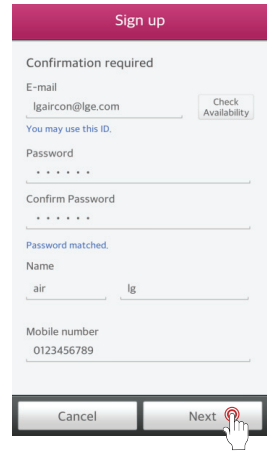 Sign up
Confirmation required
E-mail
lgaircon@lge.com
Check
Availability
You may use this ID.
Password
• • • • • •
Confirm Password
• • • • • •
Password matched.
Name
air lg
Mobile number
0123456789
Cancel Next